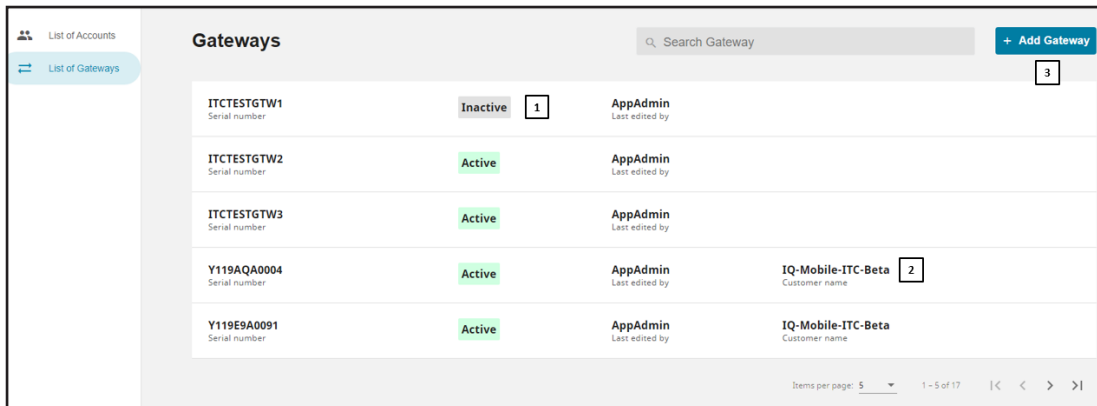 List of Accounts
List of Gateways
Gateways
Search Gateway
+ Add Gateway
3
ITCTESTGTW1
Serial number
Inactive
1
AppAdmin
Last edited by
ITCTESTGTW2
Serial number
Active
AppAdmin
Last edited by
ITCTESTGTW3
Serial number
Active
AppAdmin
Last edited by
Y119AQA0004
Serial number
Active
AppAdmin
Last edited by
IQ-Mobile-ITC-Beta
Customer name
2
Y119E9A0091
Serial number
Active
AppAdmin
Last edited by
IQ-Mobile-ITC-Beta
Customer name
Items per page: 5
1 – 5 of 17